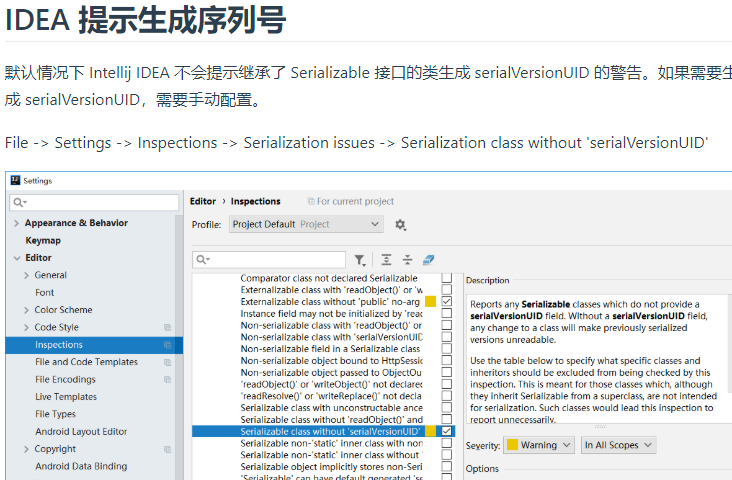 IDEA 提示生成序列号
默认情况下 Intellij IDEA 不会提示继承了 Serializable 接口的类生成 serialVersionUID 的警告。如果需要生
成 serialVersionUID，需要手动配置。
File -> Settings -> Inspections -> Serialization issues -> Serialization class without 'serialVersionUID'
Settings
Editor › Inspections For current project
Profile: Project Default Project
Appearance & Behavior
Keymap
Editor
General
Font
Color Scheme
Code Style
Inspections
File and Code Templates
File Encodings
Live Templates
File Types
Android Layout Editor
Copyright
Android Data Binding
Comparator class not declared Serializable
Externalizable class with 'readObject()' or 'w
Externalizable class without 'public' no-arg
Instance field may not be initialized by 'read
Non-serializable class with 'readObject()' or
Non-serializable class with 'serialVersionUID
Non-serializable field in a Serializable class
Non-serializable object bound to HttpSessio
Non-serializable object passed to ObjectOu
'readObject()' or 'writeObject()' not declared
'readResolve()' or 'writeReplace()' not decla
Serializable class with unconstructable ance
Serializable class without 'readObject()' and
Serializable class without 'serialVersionUID'
Serializable non-'static' inner class with non
Serializable non-'static' inner class without
Serializable object implicitly stores non-Seri
'Serializable' can have default generated 'se
Description
Reports any Serializable classes which do not provide a
serialVersionUID field. Without a serialVersionUID field,
any change to a class will make previously serialized
versions unreadable.
Use the table below to specify what specific classes and
inheritors should be excluded from being checked by this
inspection. This is meant for those classes which, although
they inherit Serializable from a superclass, are not intended
for serialization. Such classes would lead this inspection to
report unnecessarily.
Severity: Warning In All Scopes
Options